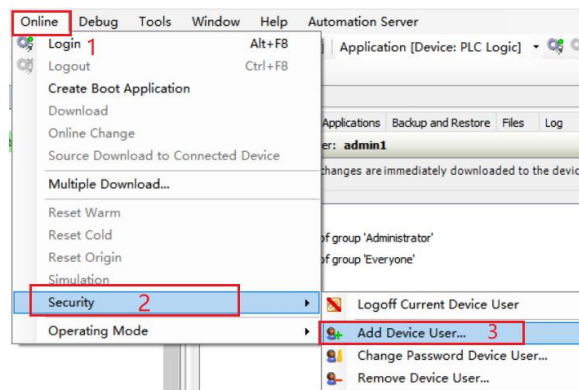 Online Debug Tools Window Help Automation Server
Login 1 Alt+F8 Application [Device: PLC Logic]
Logout Ctrl+F8
Create Boot Application
Download
Applications Backup and Restore Files Log
Online Change
er: admin1
Source Download to Connected Device
changes are immediately downloaded to the devic
Multiple Download...
Reset Warm
Reset Cold
of group 'Administrator'
Reset Origin
of group 'Everyone'
Simulation
Security 2 Logoff Current Device User
Operating Mode Add Device User... 3
Change Password Device User...
Remove Device User...